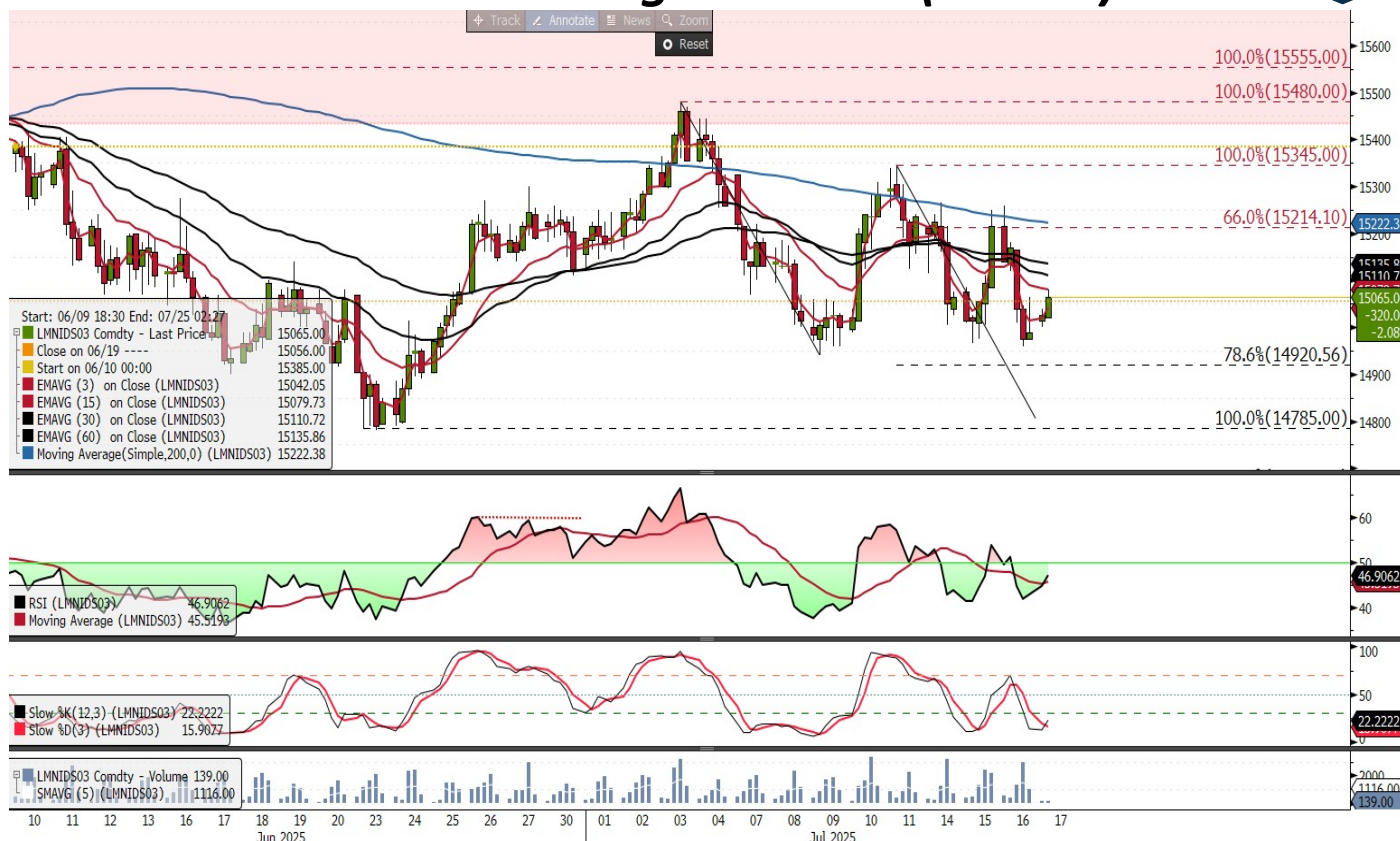 Track Annotate News Zoom
Reset
100.0%(15555.00)
100.0%(15480.00)
100.0%(15345.00)
66.0%(15214.10)
78.6%(14920.56)
100.0%(14785.00)
15600
15500
15400
15300
15222.3
15200
15135.8
15110.7
15065.0
-320.0
-2.08
14900
14800
Start: 06/09 18:30 End: 07/25 02:27
LMNIDS03 Comdty - Last Price 15065.00
Close on 06/19 ---- 15056.00
Start on 06/10 00:00 15385.00
EMAVG (3) on Close (LMNIDS03) 15042.05
EMAVG (15) on Close (LMNIDS03) 15079.73
EMAVG (30) on Close (LMNIDS03) 15110.72
EMAVG (60) on Close (LMNIDS03) 15135.86
Moving Average(Simple,200,0) (LMNIDS03) 15222.38
60
50
46.9062
40
RSI (LMNIDS03) 46.9062
Moving Average (LMNIDS03) 45.5193
100
50
22.2222
0
Slow %K(12,3) (LMNIDS03) 22.2222
Slow %D(3) (LMNIDS03) 15.9077
LMNIDS03 Comdty - Volume 139.00
SMAVG (5) (LMNIDS03) 1116.00
2000
1116.00
139.00
10 11 12 13 16 17 18 19 20 23 24 25 26 27 30 01 02 03 04 07 08 09 10 11 14 15 16 17
Jun 2025 Jul 2025